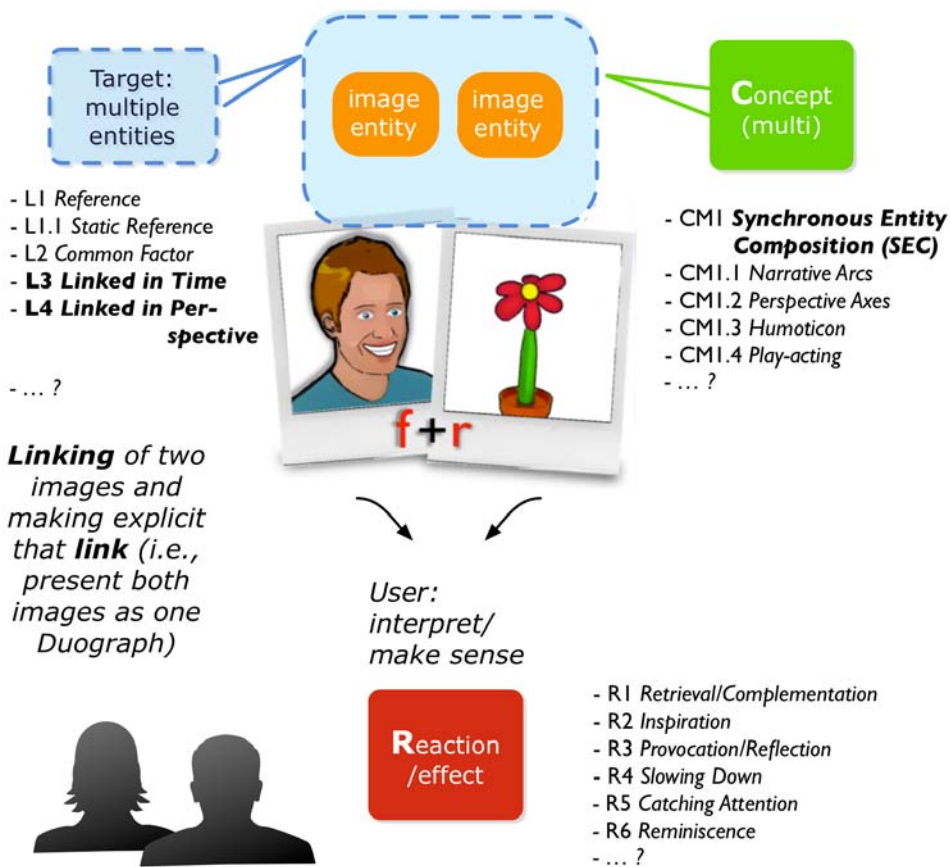 Target:
multiple
entities
image
entity
image
entity
Concept
(multi)
- L1 Reference
- L1.1 Static Reference
- L2 Common Factor
- L3 Linked in Time
- L4 Linked in Per-
spective
- ... ?
- CM1 Synchronous Entity
Composition (SEC)
- CM1.1 Narrative Arcs
- CM1.2 Perspective Axes
- CM1.3 Humoticon
- CM1.4 Play-acting
- ... ?
f+r
Linking of two
images and
making explicit
that link (i.e.,
present both
images as one
Duograph)
User:
interpret/
make sense
Reaction
/effect
- R1 Retrieval/Complementation
- R2 Inspiration
- R3 Provocation/Reflection
- R4 Slowing Down
- R5 Catching Attention
- R6 Reminiscence
- ... ?